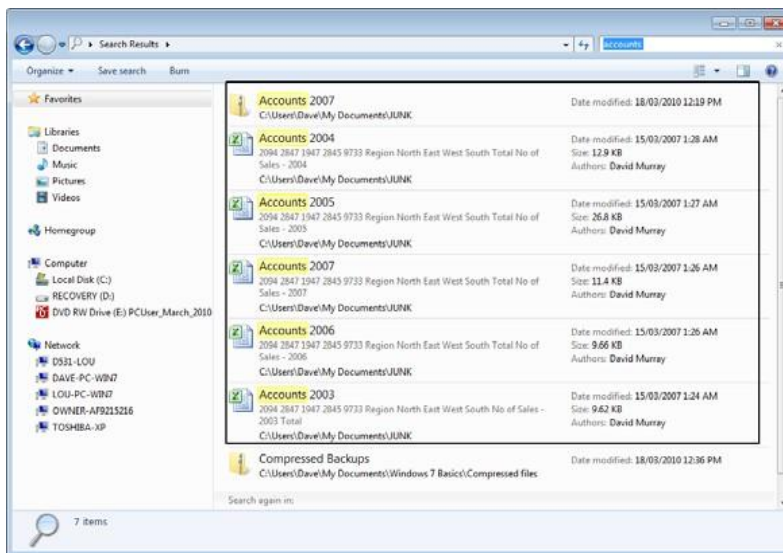 Search Results
accounts
Organize Save search Burn
Favorites
Libraries
Documents
Music
Pictures
Videos
Homegroup
Computer
Local Disk (C:)
RECOVERY (D:)
DVD RW Drive (E:) PCUser_March_2010
Network
D531-LOU
DAVE-PC-WIN7
LOU-PC-WIN7
OWNER-AF9215216
TOSHIBA-XP
Accounts 2007
C:\Users\Dave\My Documents\JUNK
Date modified: 18/03/2010 12:19 PM
Accounts 2004
2094 2847 1947 2845 9733 Region North East West South Total No of
Sales - 2004
C:\Users\Dave\My Documents\JUNK
Date modified: 15/03/2007 1:28 AM
Size: 12.9 KB
Authors: David Murray
Accounts 2005
2094 2847 1947 2845 9733 Region North East West South Total No of
Sales - 2005
C:\Users\Dave\My Documents\JUNK
Date modified: 15/03/2007 1:27 AM
Size: 26.8 KB
Authors: David Murray
Accounts 2007
2094 2847 1947 2845 9733 Region North East West South Total No of
Sales - 2007
C:\Users\Dave\My Documents\JUNK
Date modified: 15/03/2007 1:26 AM
Size: 11.4 KB
Authors: David Murray
Accounts 2006
2094 2847 1947 2845 9733 Region North East West South Total No of
Sales - 2006
C:\Users\Dave\My Documents\JUNK
Date modified: 15/03/2007 1:26 AM
Size: 9.66 KB
Authors: David Murray
Accounts 2003
2094 2847 1947 2845 9733 Region North East West South No of Sales -
2003 Total
C:\Users\Dave\My Documents\JUNK
Date modified: 15/03/2007 1:24 AM
Size: 9.62 KB
Authors: David Murray
Compressed Backups
C:\Users\Dave\My Documents\Windows 7 Basics\Compressed files
Date modified: 18/03/2010 12:36 PM
Search again in:
7 items